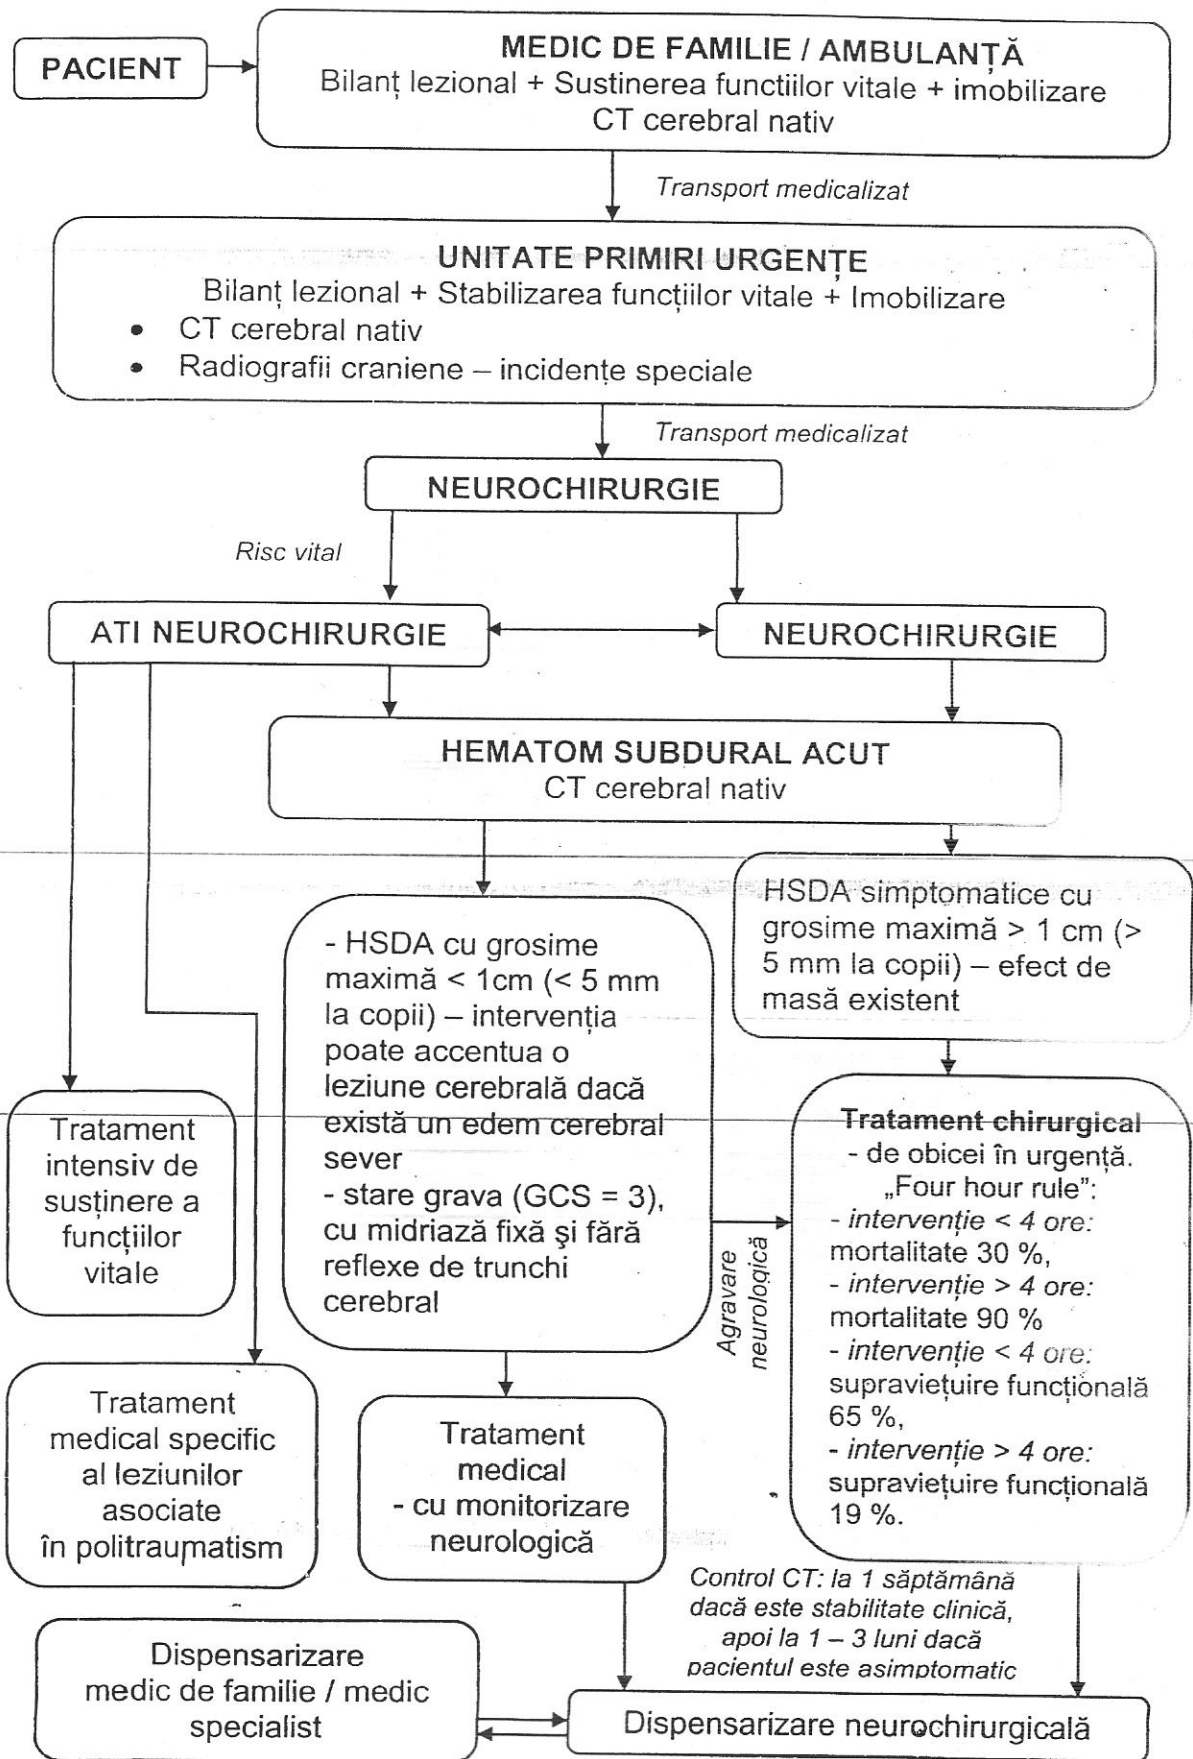 PACIENT
MEDIC DE FAMILIE / AMBULANȚĂ
Bilanț lezional + Sustinerea functiilor vitale + imobilizare
CT cerebral nativ
Transport medicalizat
UNITATE PRIMIRI URGENȚE
Bilanț lezional + Stabilizarea funcțiilor vitale + Imobilizare
• CT cerebral nativ
• Radiografii craniene – incidențe speciale
Transport medicalizat
NEUROCHIRURGIE
Risc vital
ATI NEUROCHIRURGIE
NEUROCHIRURGIE
HEMATOM SUBDURAL ACUT
CT cerebral nativ
HSDA simptomatice cu
grosime maximă > 1 cm (>
5 mm la copii) – efect de
masă existent
- HSDA cu grosime
maximă < 1cm (< 5 mm
la copii) – intervenția
poate accentua o
leziune cerebrală dacă
există un edem cerebral
sever
- stare grava (GCS = 3),
cu midriază fixă şi fără
reflexe de trunchi
cerebral
Agravare
neurologică
Tratament chirurgical
- de obicei în urgență.
„Four hour rule”:
- intervenție < 4 ore:
mortalitate 30 %,
- intervenție > 4 ore:
mortalitate 90 %
- intervenție < 4 ore:
supraviețuire funcțională
65 %,
- intervenție > 4 ore:
supraviețuire funcțională
19 %.
Tratament
intensiv de
susținere a
funcțiilor
vitale
Tratament
medical specific
al leziunilor
asociate
în politraumatism
Tratament
medical
- cu monitorizare
neurologică
Control CT: la 1 săptămână
dacă este stabilitate clinică,
apoi la 1 – 3 luni dacă
pacientul este asimptomatic
Dispensarizare
medic de familie / medic
specialist
Dispensarizare neurochirurgicală